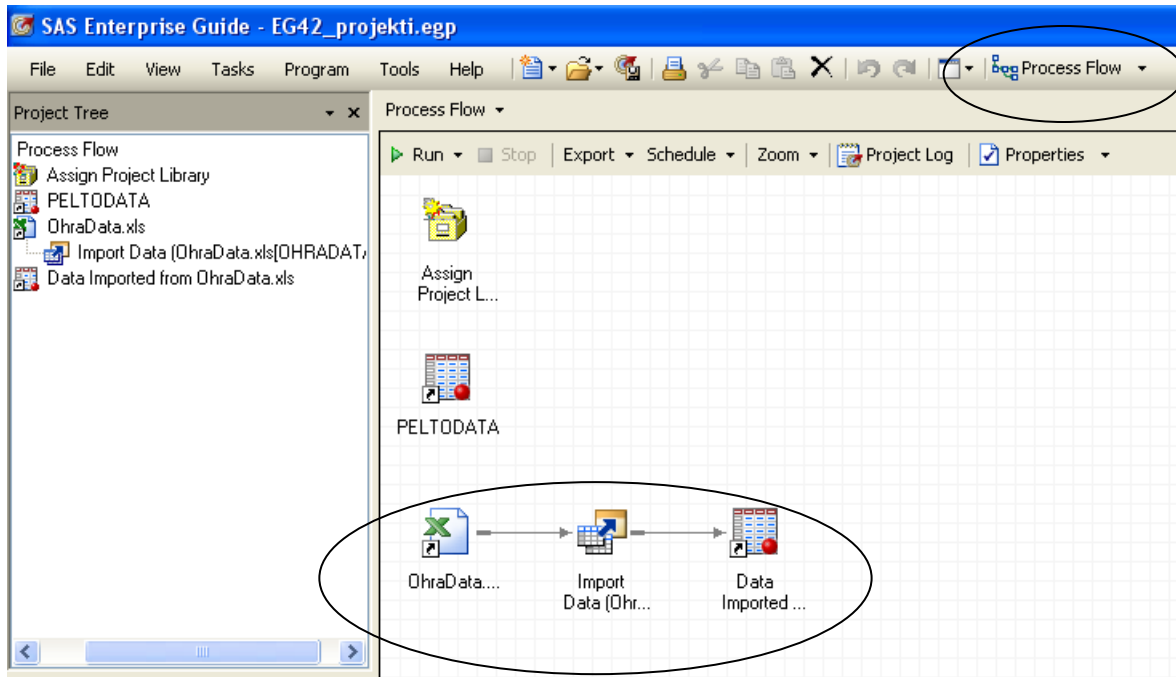 SAS Enterprise Guide - EG42_projekti.egp
File Edit View Tasks Program Tools Help Process Flow
Project Tree
Process Flow
Process Flow
Assign Project Library
PELTODATA
OhraData.xls
Import Data (OhraData.xls[OHRADATA
Data Imported from OhraData.xls
Run Stop Export Schedule Zoom Project Log Properties
Assign
Project L...
PELTODATA
OhraData....
Import
Data (Ohr...
Data
Imported ...